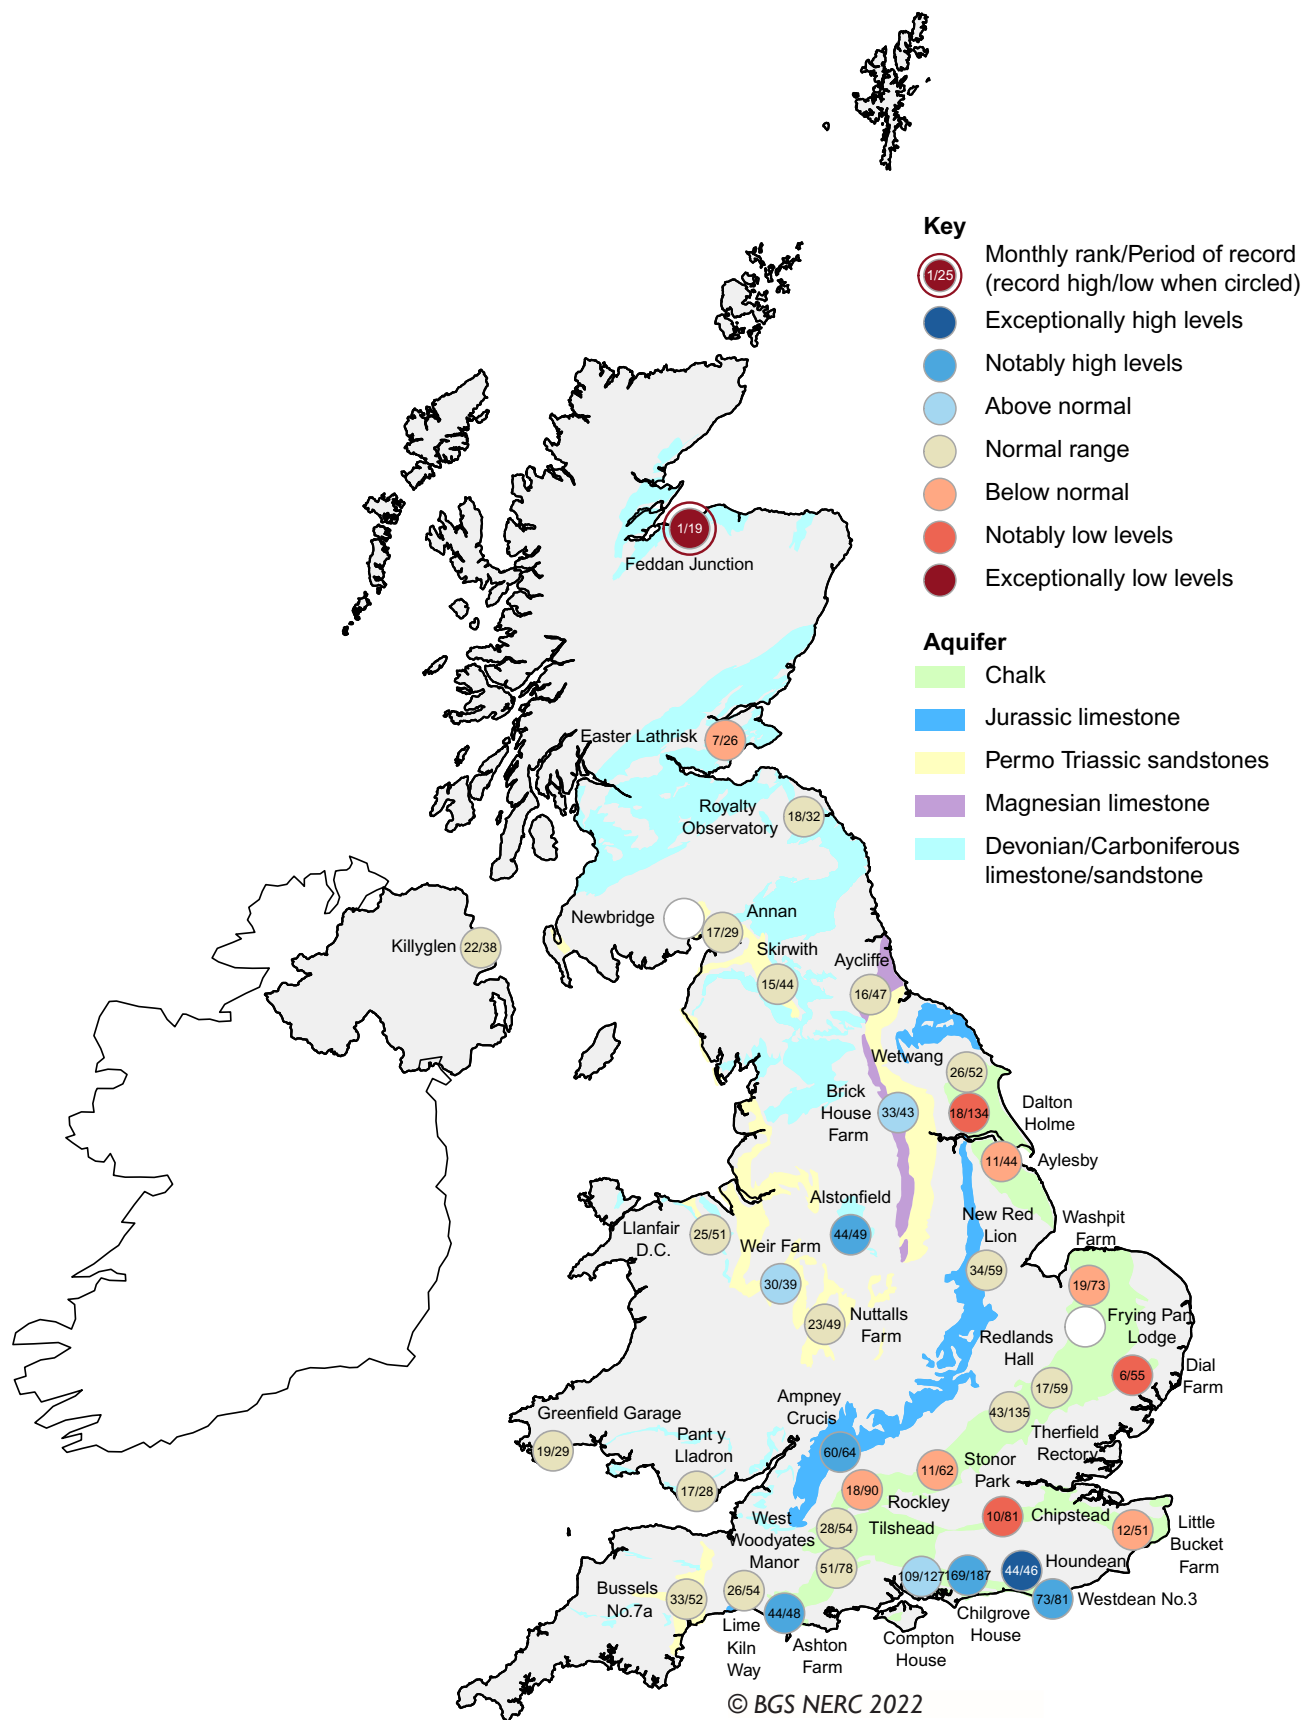 Key
1/25
Monthly rank/Period of record
(record high/low when circled)
Exceptionally high levels
Notably high levels
Above normal
Normal range
Below normal
Notably low levels
Exceptionally low levels
Aquifer
Chalk
Jurassic limestone
Permo Triassic sandstones
Magnesian limestone
Devonian/Carboniferous
limestone/sandstone
1/19
Feddan Junction
Easter Lathrisk
7/26
Royalty
Observatory
18/32
Newbridge
Annan
17/29
Killyglen
22/38
Skirwith
15/44
Aycliffe
16/47
Wetwang
26/52
Brick
House
Farm
33/43
18/134
Dalton
Holme
11/44
Aylesby
Alstonfield
44/49
Llanfair
D.C.
25/51
Weir Farm
30/39
New Red
Lion
34/59
Washpit
Farm
19/73
Nuttalls
Farm
23/49
Frying Pan
Lodge
Redlands
Hall
17/59
6/55
Dial
Farm
43/135
Therfield
Rectory
Ampney
Crucis
60/64
Greenfield Garage
19/29
Pant y
Lladron
17/28
11/62
Stonor
Park
18/90
Rockley
10/81
Chipstead
12/51
Little
Bucket
Farm
28/54
Tilshead
West
Woodyates
Manor
51/78
109/127
Compton
House
169/187
Chilgrove
House
44/46
Houndean
73/81
Westdean No.3
Bussels
No.7a
33/52
26/54
Lime
Kiln
Way
44/48
Ashton
Farm
© BGS NERC 2022